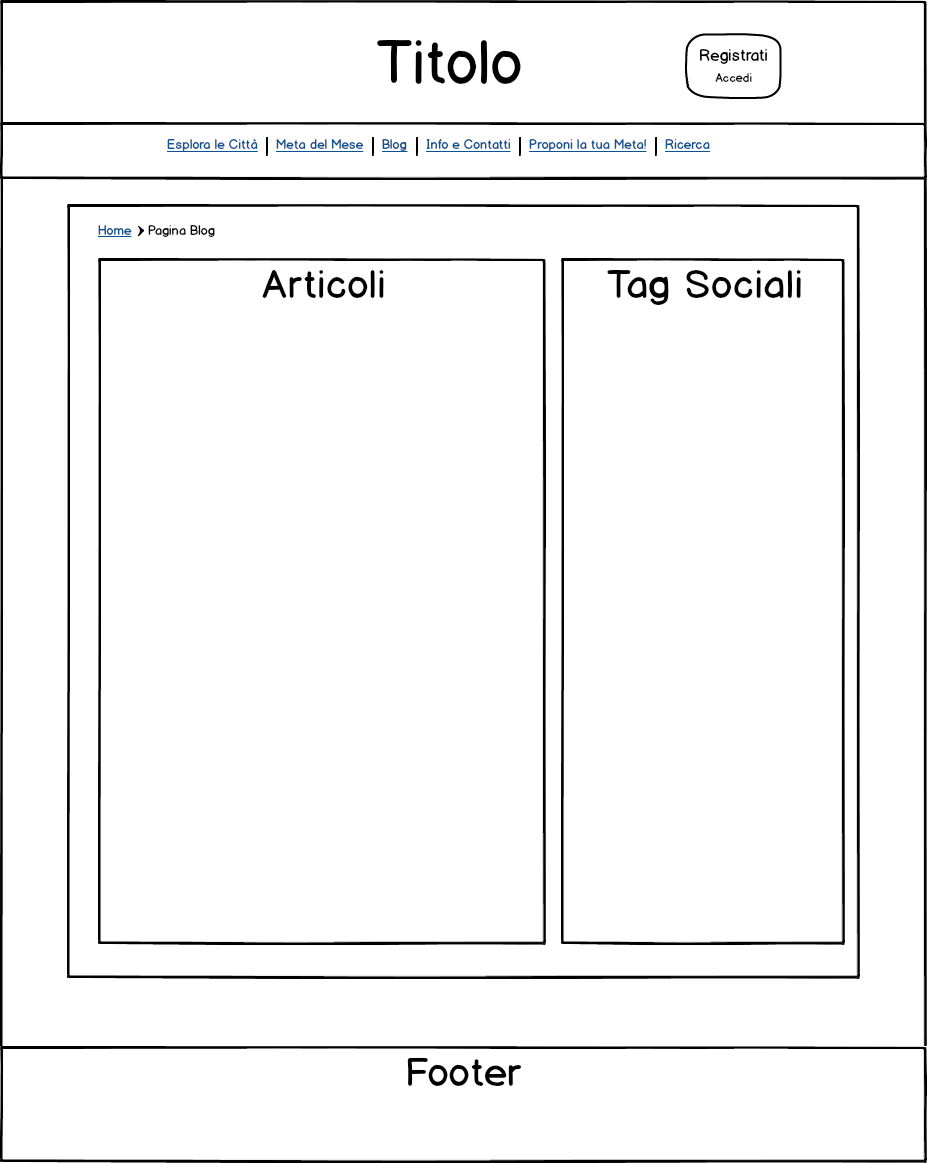 Titolo
Registrati
Accedi
Esplora le Città | Meta del Mese | Blog | Info e Contatti | Proponi la tua Meta! | Ricerca
Home > Pagina Blog
Articoli
Tag Sociali
Footer